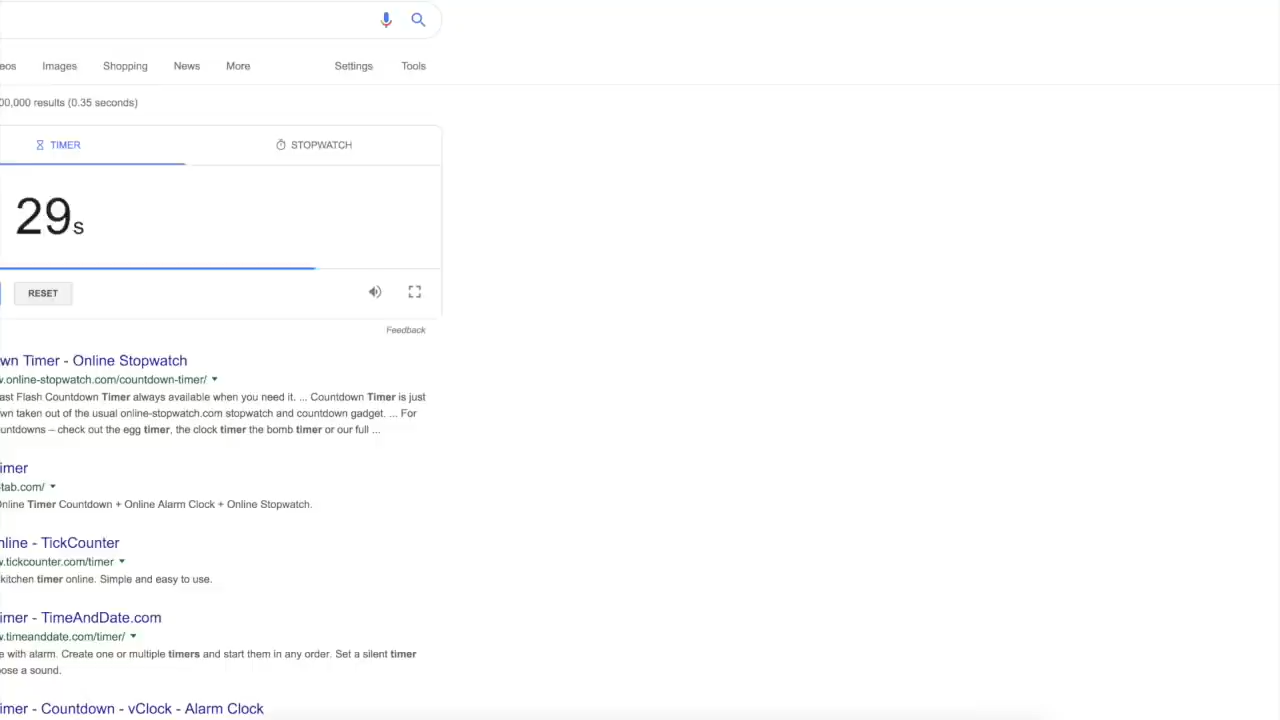 eos Images Shopping News More Settings Tools
00,000 results (0.35 seconds)
TIMER STOPWATCH
29s
RESET
Feedback
wn Timer - Online Stopwatch
w.online-stopwatch.com/countdown-timer/
ast Flash Countdown Timer always available when you need it. ... Countdown Timer is just
wn taken out of the usual online-stopwatch.com stopwatch and countdown gadget. ... For
untdowns – check out the egg timer, the clock timer the bomb timer or our full ...
imer
tab.com/
Online Timer Countdown + Online Alarm Clock + Online Stopwatch.
nline - TickCounter
w.tickcounter.com/timer
kitchen timer online. Simple and easy to use.
imer - TimeAndDate.com
w.timeanddate.com/timer/
e with alarm. Create one or multiple timers and start them in any order. Set a silent timer
ose a sound.
imer - Countdown - vClock - Alarm Clock